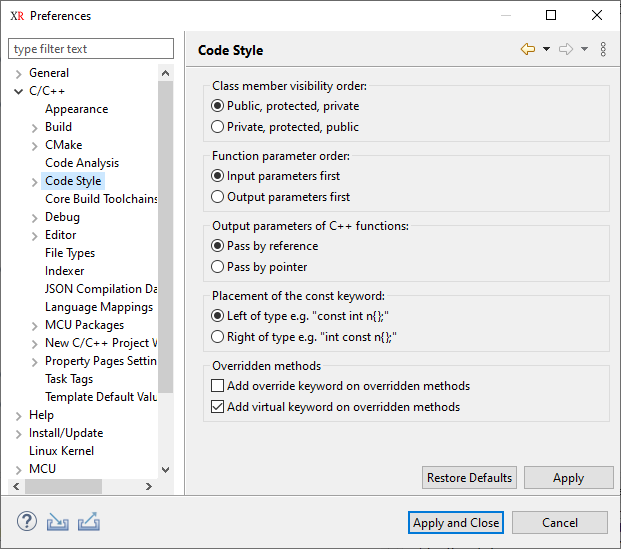 XR Preferences
type filter text
General
C/C++
Appearance
Build
CMake
Code Analysis
Code Style
Core Build Toolchains
Debug
Editor
File Types
Indexer
JSON Compilation Da
Language Mappings
MCU Packages
New C/C++ Project W
Property Pages Settin
Task Tags
Template Default Valu
Help
Install/Update
Linux Kernel
MCU
Code Style
Class member visibility order:
Public, protected, private
Private, protected, public
Function parameter order:
Input parameters first
Output parameters first
Output parameters of C++ functions:
Pass by reference
Pass by pointer
Placement of the const keyword:
Left of type e.g. "const int n{};"
Right of type e.g. "int const n{};"
Overridden methods
Add override keyword on overridden methods
Add virtual keyword on overridden methods
Restore Defaults
Apply
?
Apply and Close
Cancel